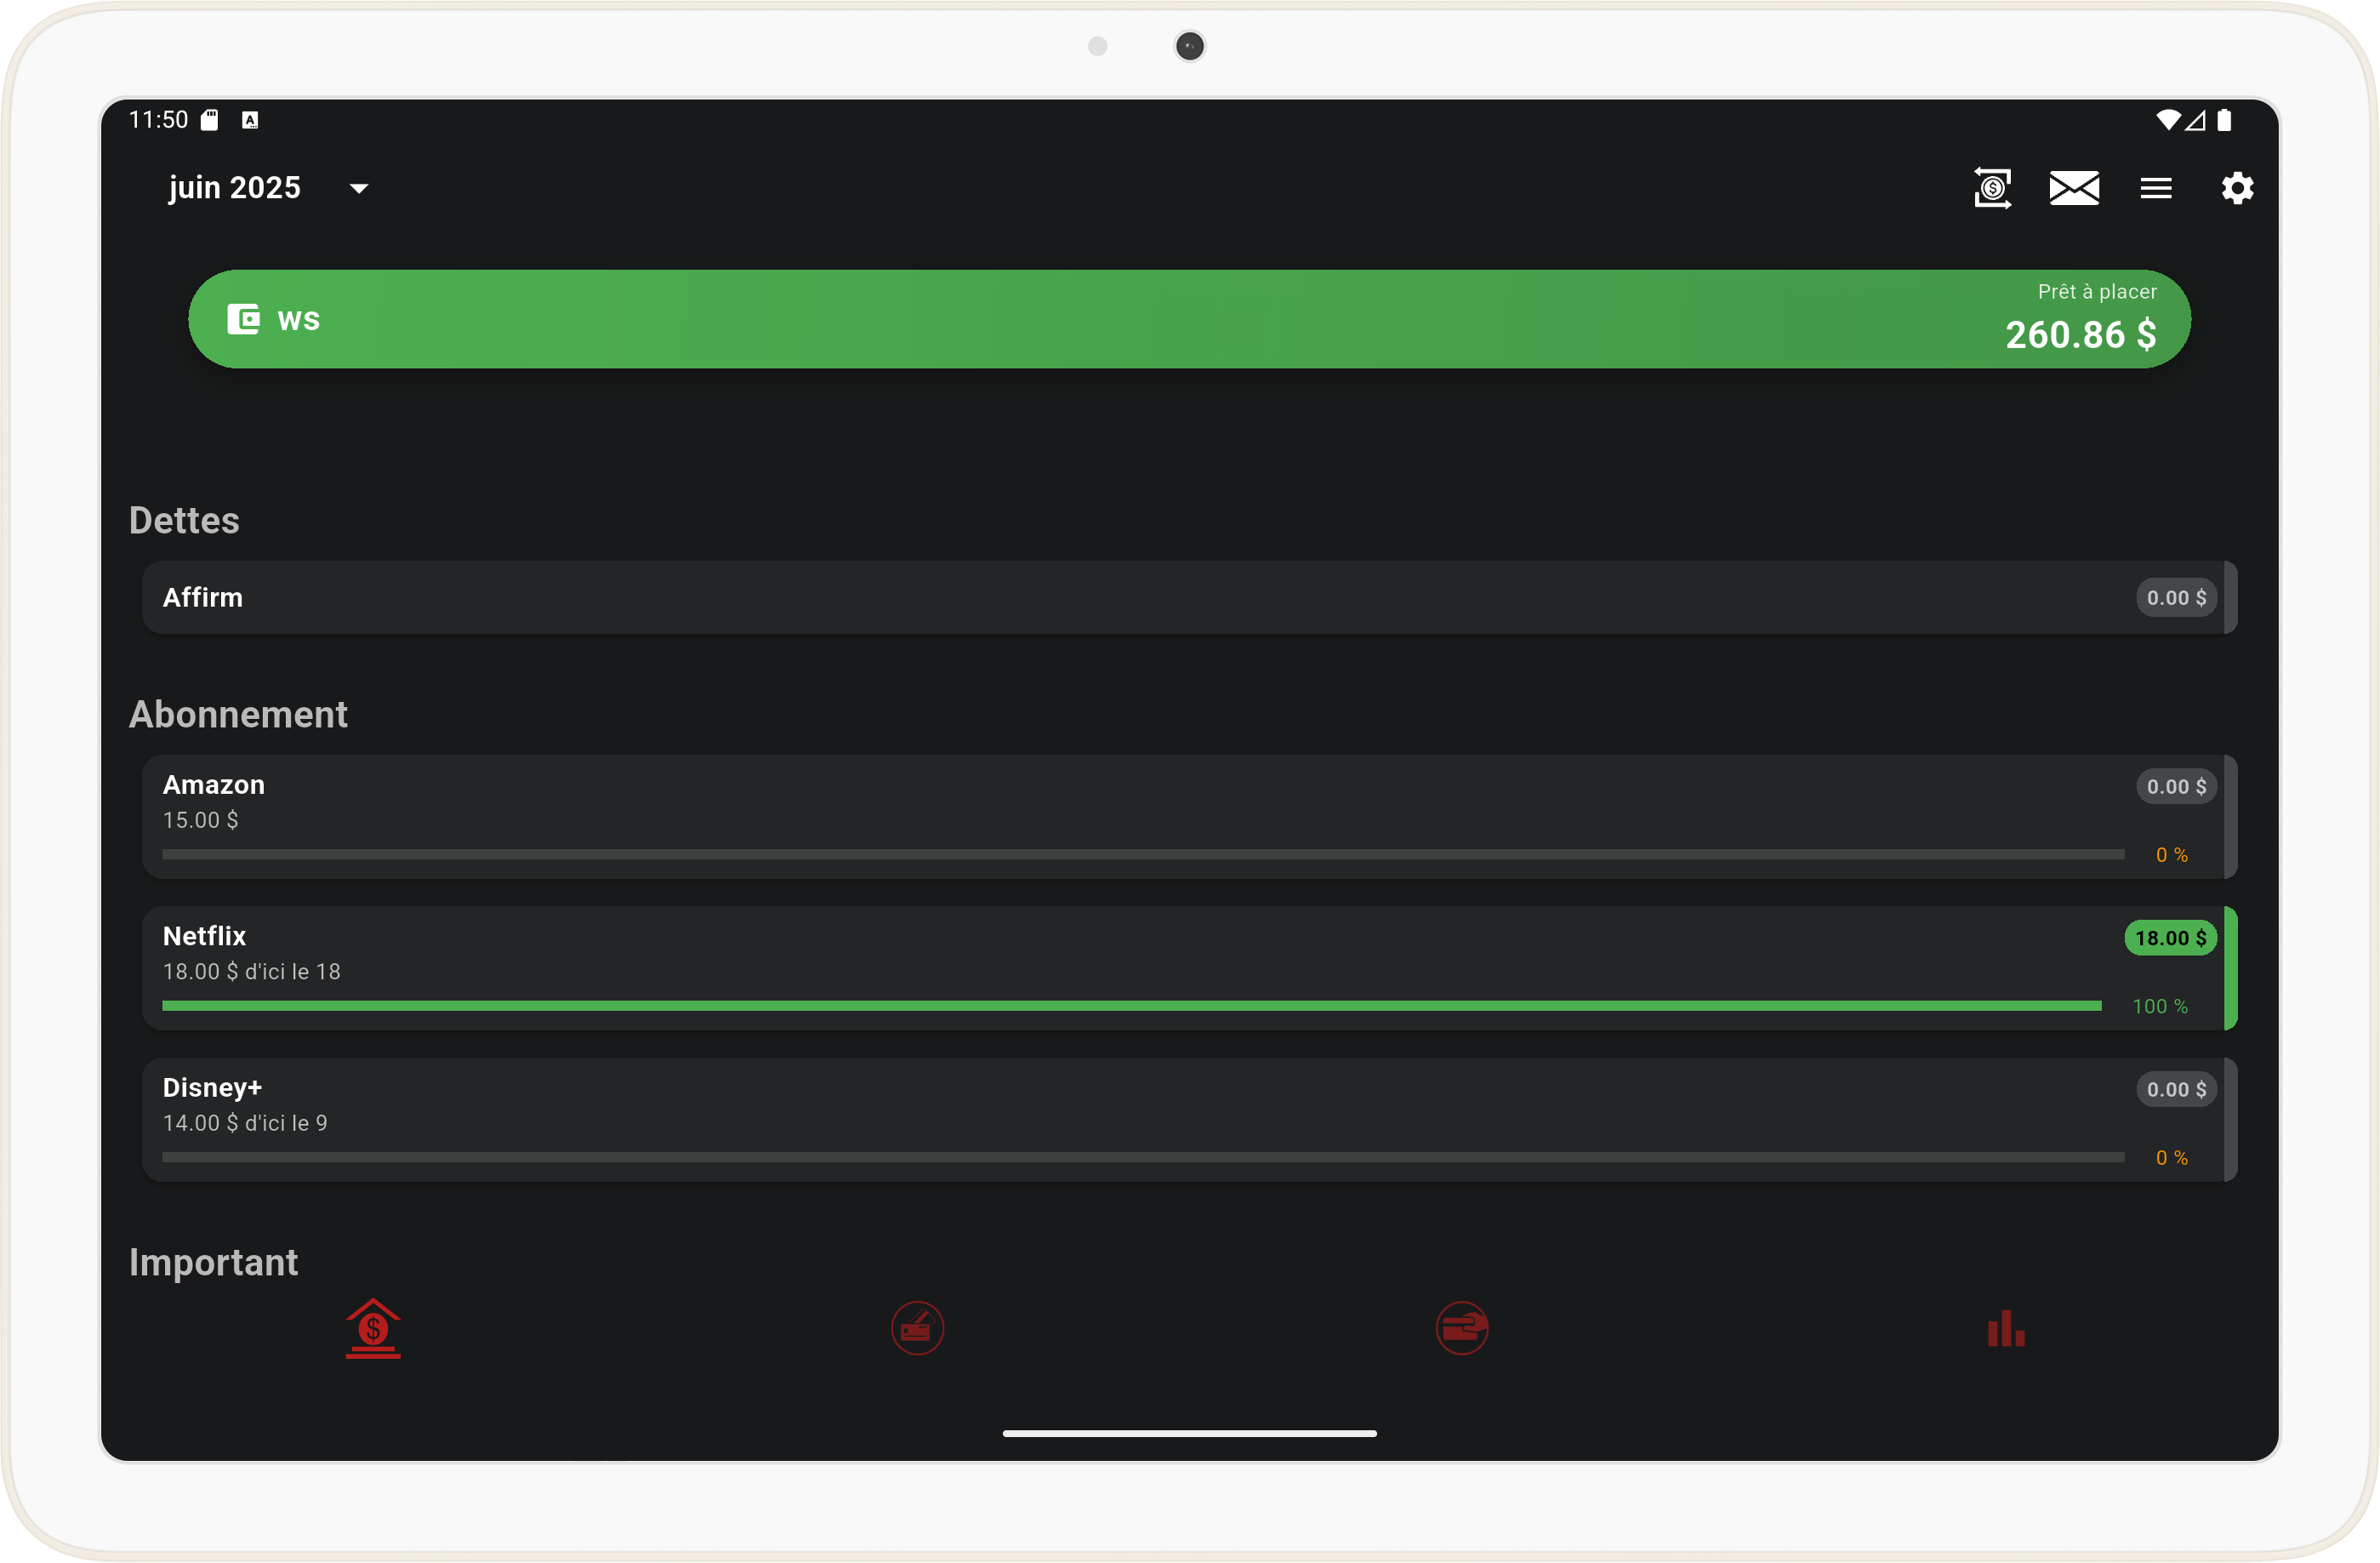 11:50
juin 2025
ws
Prêt à placer
260.86 $
Dettes
Affirm
0.00 $
Abonnement
Amazon
0.00 $
15.00 $
0 %
Netflix
18.00 $
18.00 $ d'ici le 18
100 %
Disney+
0.00 $
14.00 $ d'ici le 9
0 %
Important